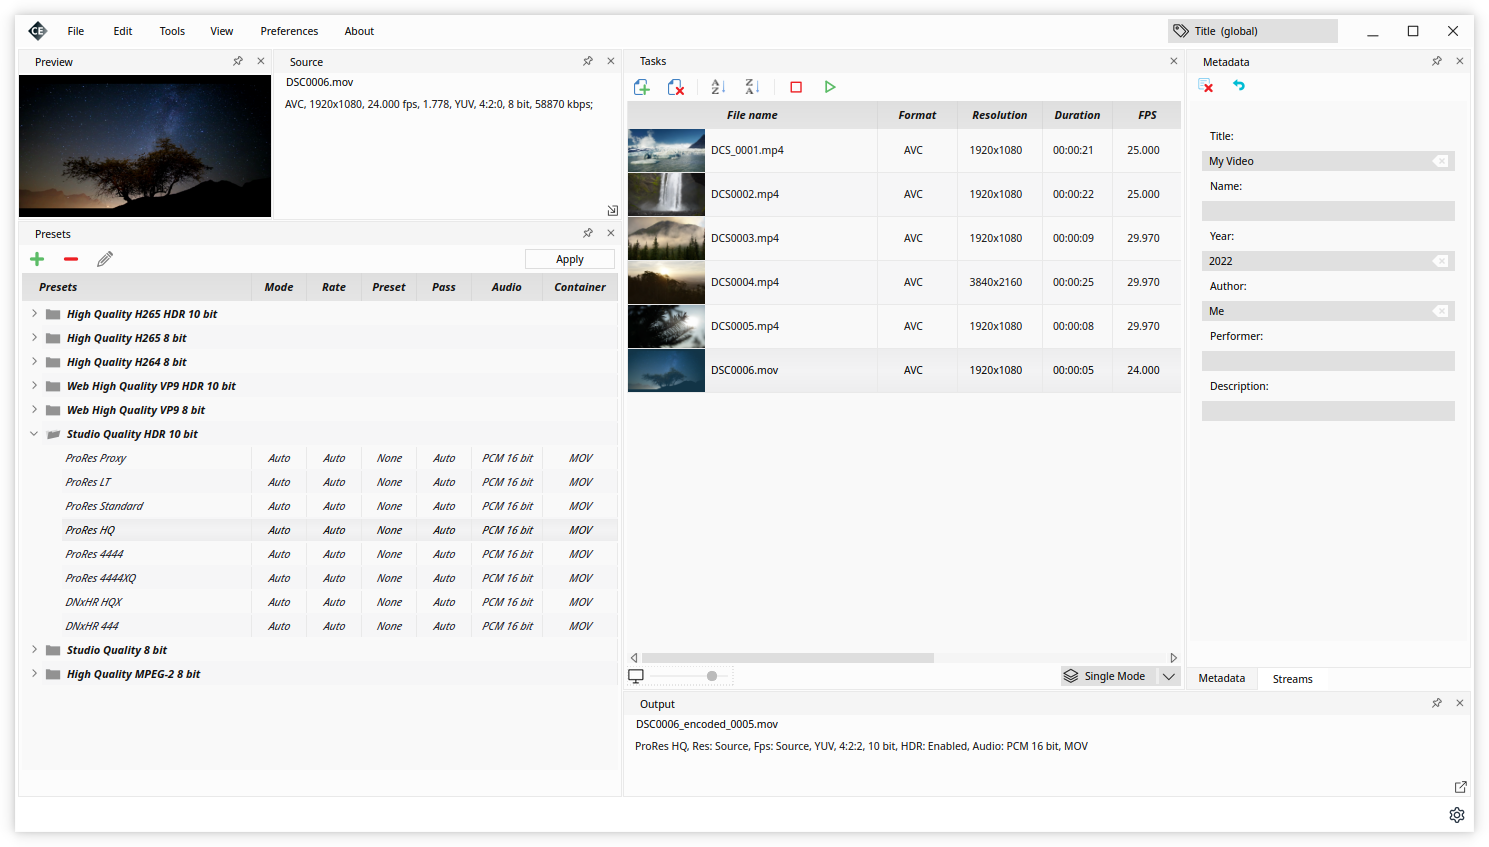 CE File Edit Tools View Preferences About Title (global)
Preview
Source
DSC0006.mov
AVC, 1920x1080, 24.000 fps, 1.778, YUV, 4:2:0, 8 bit, 58870 kbps;
Presets
Apply
Presets Mode Rate Preset Pass Audio Container
High Quality H265 HDR 10 bit
High Quality H265 8 bit
High Quality H264 8 bit
Web High Quality VP9 HDR 10 bit
Web High Quality VP9 8 bit
Studio Quality HDR 10 bit
ProRes Proxy Auto Auto None Auto PCM 16 bit MOV
ProRes LT Auto Auto None Auto PCM 16 bit MOV
ProRes Standard Auto Auto None Auto PCM 16 bit MOV
ProRes HQ Auto Auto None Auto PCM 16 bit MOV
ProRes 4444 Auto Auto None Auto PCM 16 bit MOV
ProRes 4444XQ Auto Auto None Auto PCM 16 bit MOV
DNxHR HQX Auto Auto None Auto PCM 16 bit MOV
DNxHR 444 Auto Auto None Auto PCM 16 bit MOV
Studio Quality 8 bit
High Quality MPEG-2 8 bit
Tasks
A Z Z A
File name Format Resolution Duration FPS
DCS_0001.mp4 AVC 1920x1080 00:00:21 25.000
DCS0002.mp4 AVC 1920x1080 00:00:22 25.000
DCS0003.mp4 AVC 1920x1080 00:00:09 29.970
DCS0004.mp4 AVC 3840x2160 00:00:25 29.970
DCS0005.mp4 AVC 1920x1080 00:00:08 29.970
DSC0006.mov AVC 1920x1080 00:00:05 24.000
Single Mode
Output
DSC0006_encoded_0005.mov
ProRes HQ, Res: Source, Fps: Source, YUV, 4:2:2, 10 bit, HDR: Enabled, Audio: PCM 16 bit, MOV
Metadata
Title:
My Video
Name:
Year:
2022
Author:
Me
Performer:
Description:
Metadata Streams